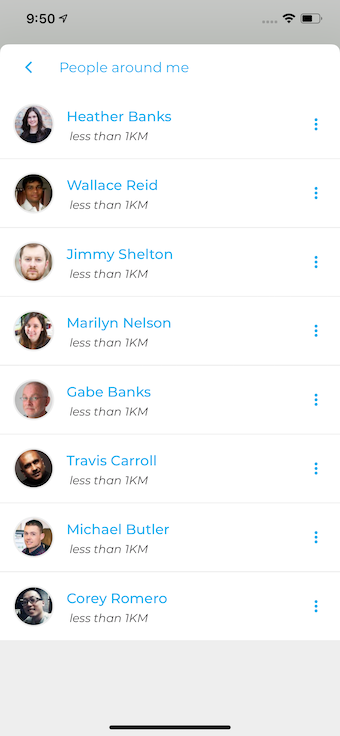 9:50
People around me
Heather Banks
less than 1KM
Wallace Reid
less than 1KM
Jimmy Shelton
less than 1KM
Marilyn Nelson
less than 1KM
Gabe Banks
less than 1KM
Travis Carroll
less than 1KM
Michael Butler
less than 1KM
Corey Romero
less than 1KM